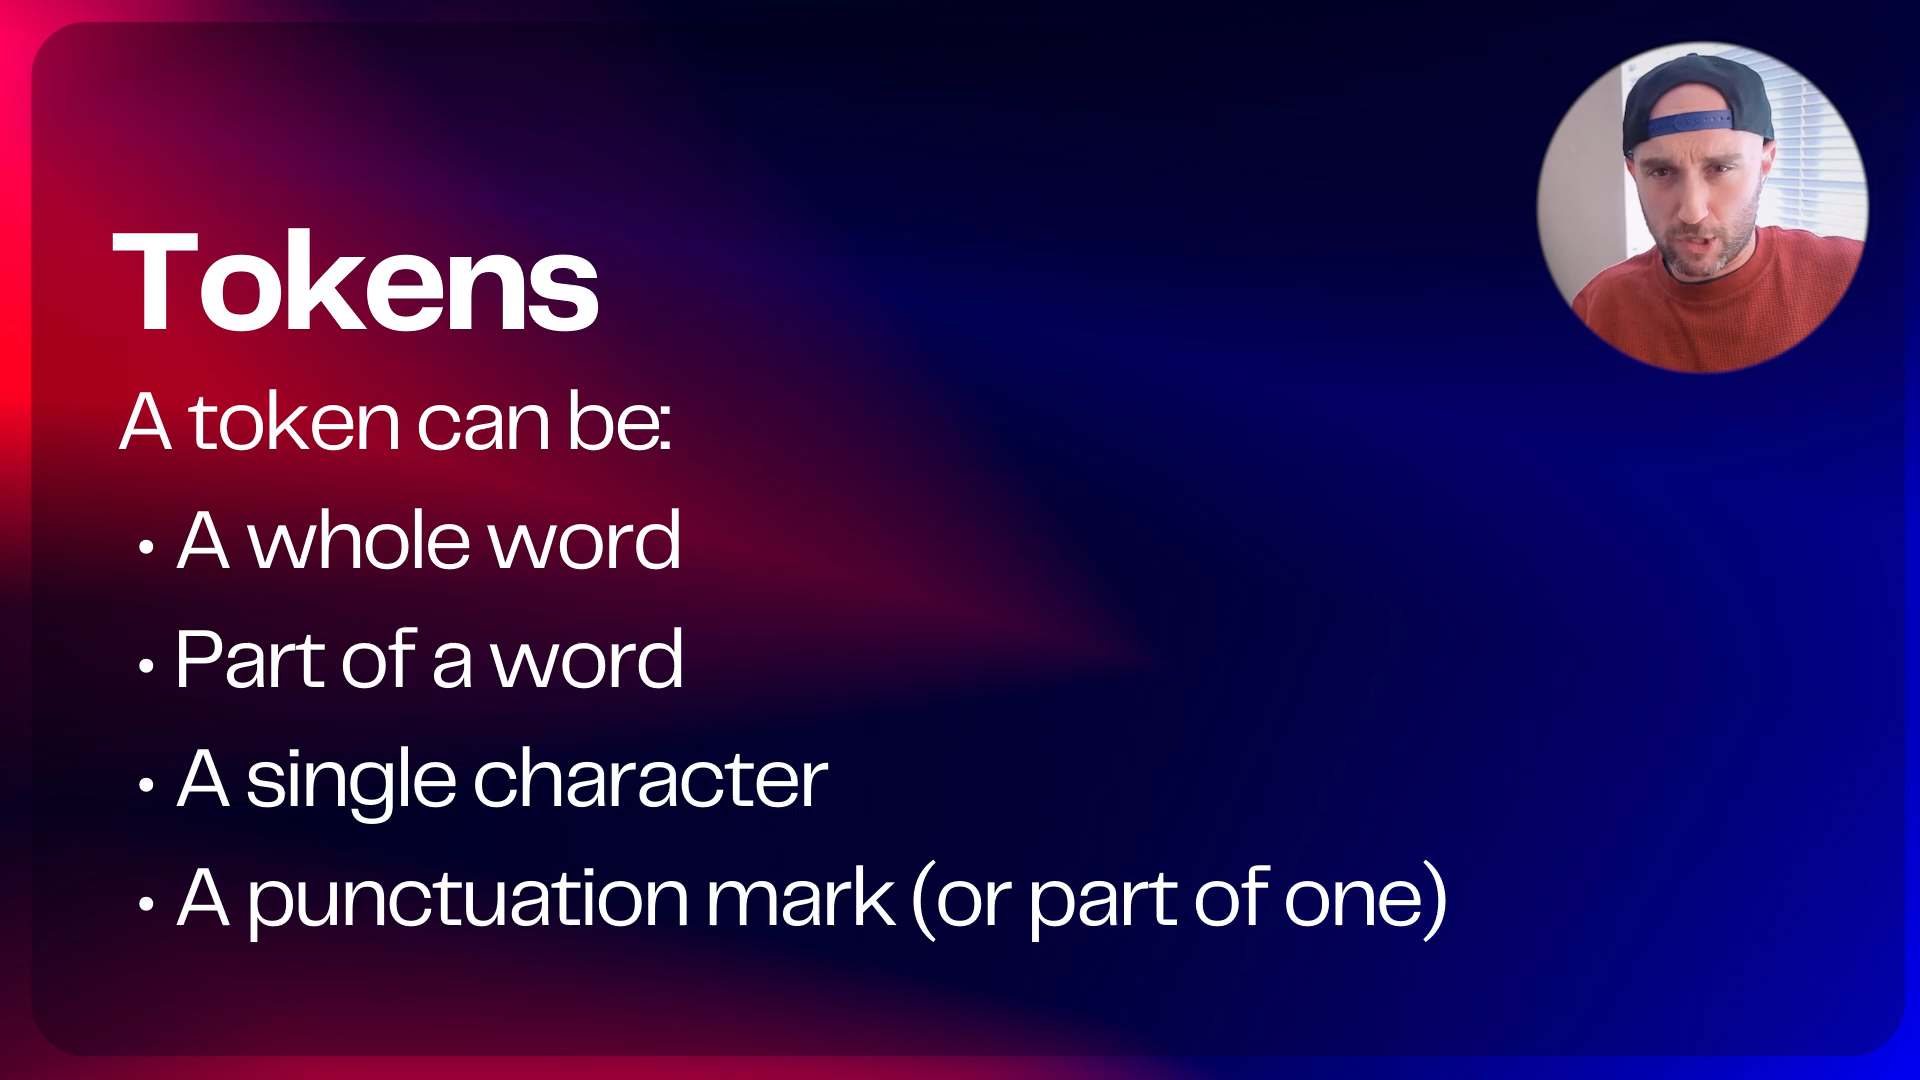 Tokens
A token can be:
• A whole word
• Part of a word
• A single character
• A punctuation mark (or part of one)